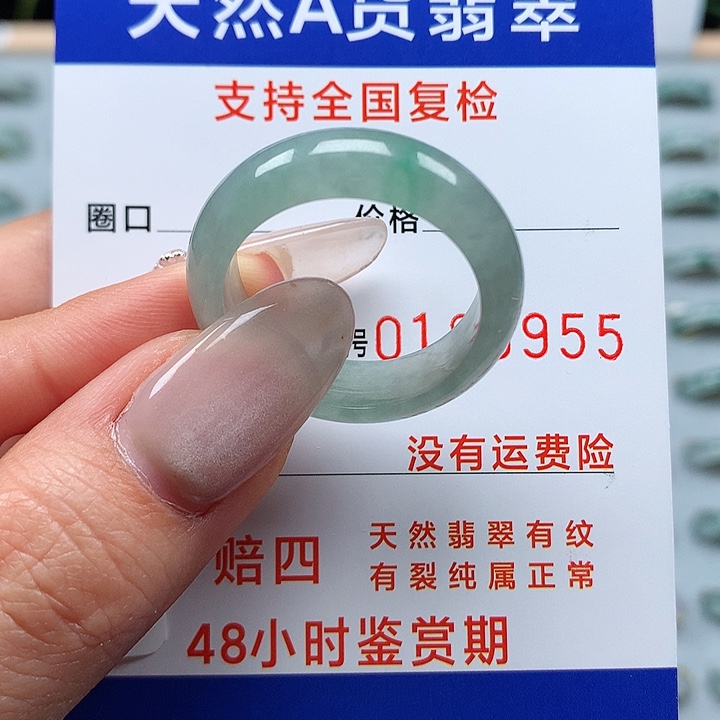 天然A货翡翠
支持全国复检
圈口 价格
号01 955
没有运费险
赔四 天然翡翠有纹
有裂纯属正常
48小时鉴赏期